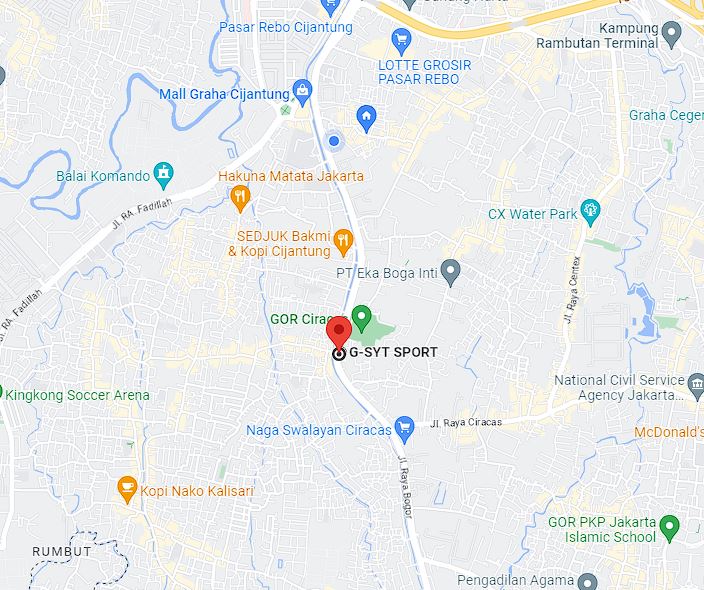 Pasar Rebo Cijantung
Kampung
Rambutan Terminal
LOTTE GROSIR
PASAR REBO
Mall Graha Cijantung
Graha Ceger
Balai Komando
Hakuna Matata Jakarta
Jl. RA. Fadillah
CX Water Park
SEDJUK Bakmi
& Kopi Cijantung
PT Eka Boga Inti
Jl. Raya Centex
Jl. RA. Fadillah
GOR Ciracas
G-SYT SPORT
National Civil Service
Agency Jakarta...
Kingkong Soccer Arena
Naga Swalayan Ciracas
Jl. Raya Ciracas
McDonald's
Jl. Raya Bogor
Kopi Nako Kalisari
GOR PKP Jakarta
Islamic School
RUMBUT
Pengadilan Agama